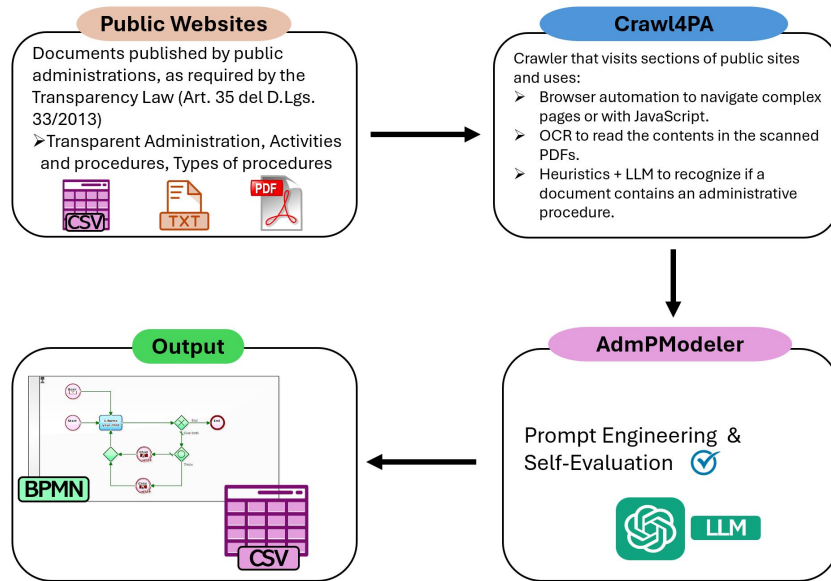 Public Websites
Documents published by public
administrations, as required by the
Transparency Law (Art. 35 del D.Lgs.
33/2013)
➢Transparent Administration, Activities
and procedures, Types of procedures
CSV
TXT
PDF
Crawl4PA
Crawler that visits sections of public sites
and uses:
➢ Browser automation to navigate complex
pages or with JavaScript.
➢ OCR to read the contents in the scanned
PDFs.
➢ Heuristics + LLM to recognize if a
document contains an administrative
procedure.
AdmPModeler
Prompt Engineering &
Self-Evaluation
LLM
Output
BPMN
CSV